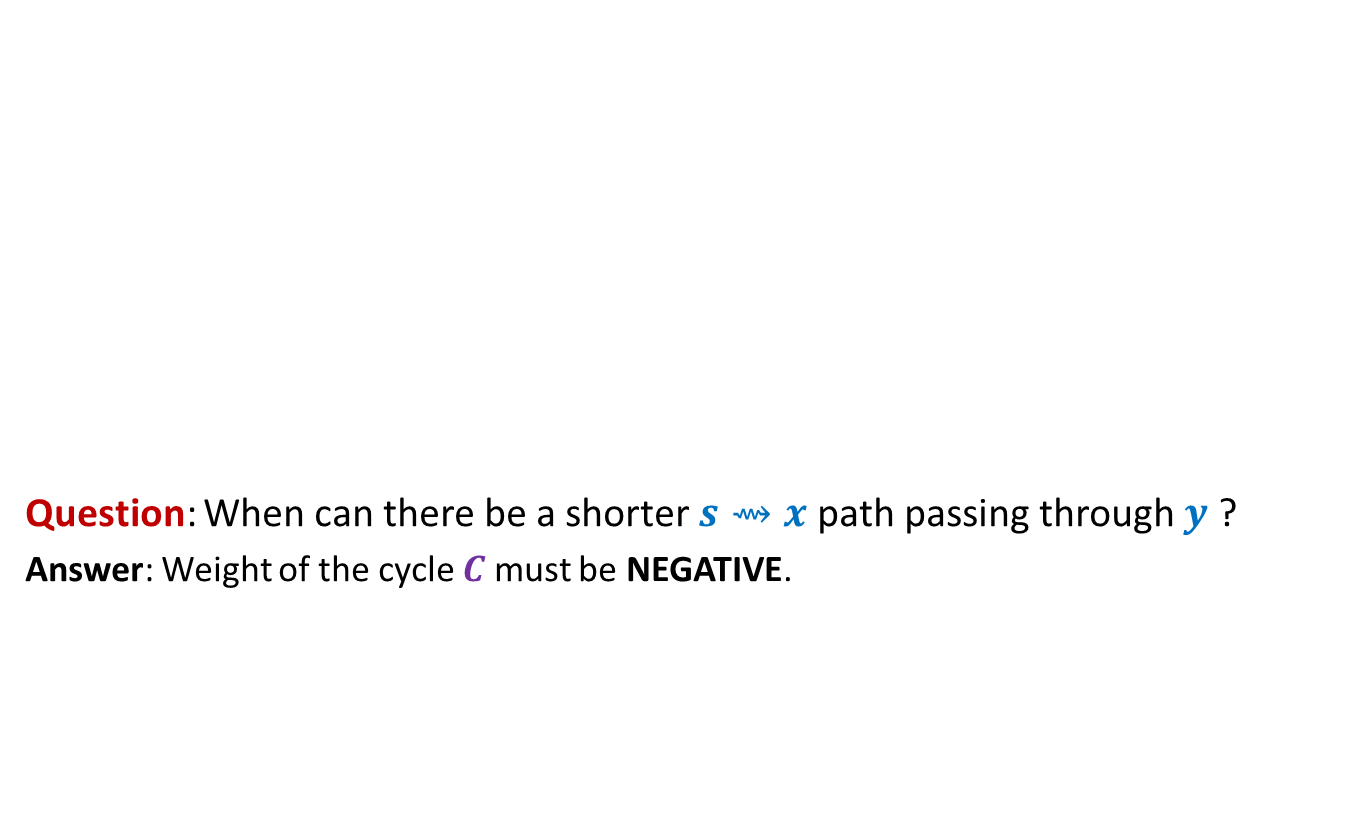 Question: When can there be a shorter s ⇝ x path passing through y ?
Answer: Weight of the cycle C must be NEGATIVE.